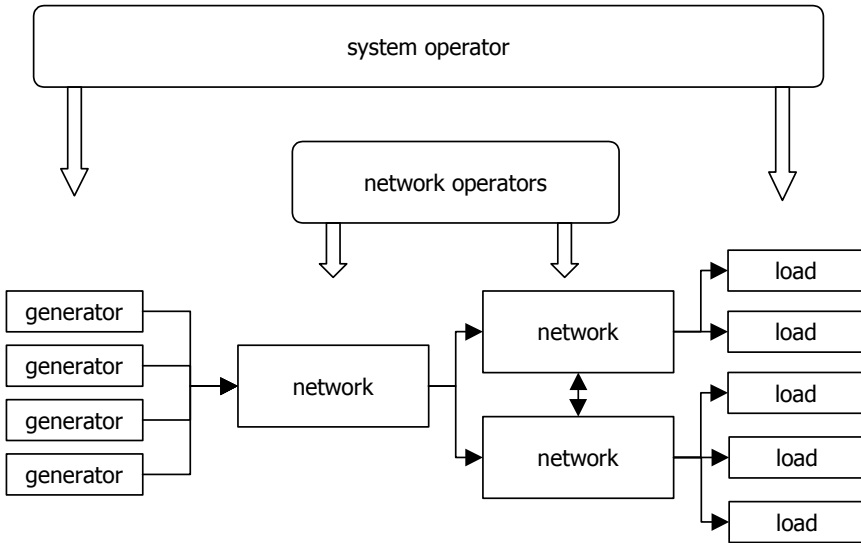 system operator
network operators
generator
generator
generator
generator
network
network
network
load
load
load
load
load